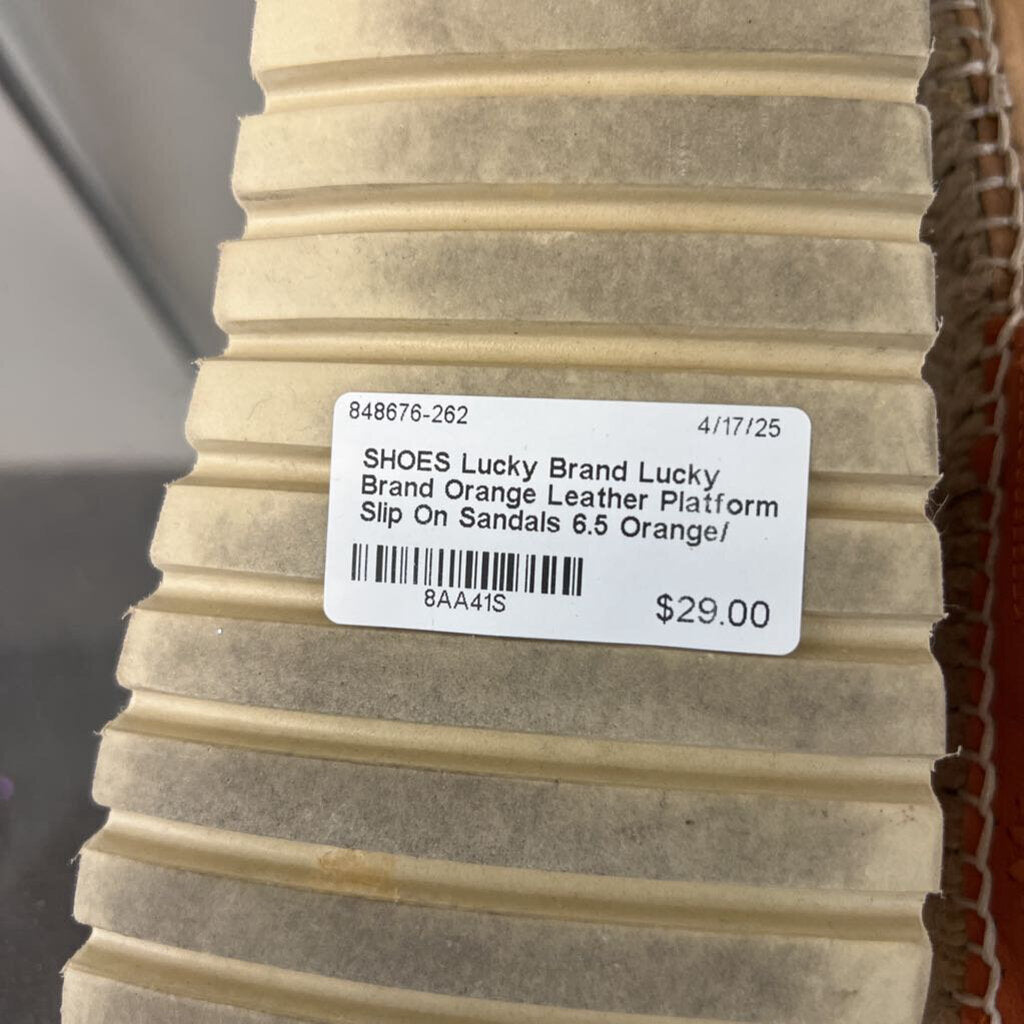 848676-262
4/17/25
SHOES Lucky Brand Lucky
Brand Orange Leather Platform
Slip On Sandals 6.5 Orange/
8AA41S
$29.00